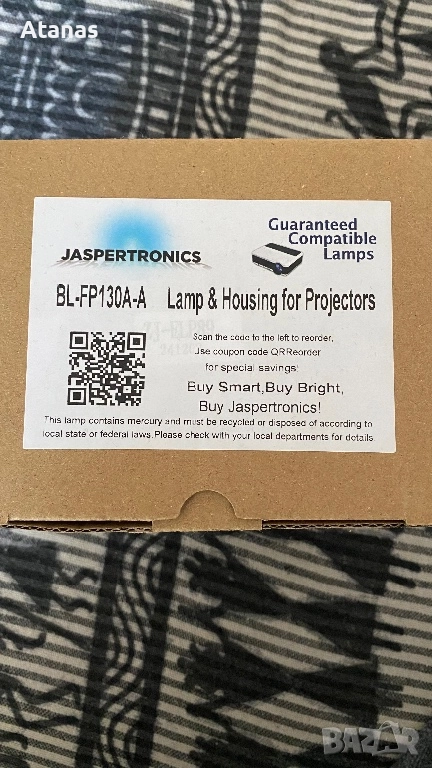 Atanas
JASPERTRONICS
Guaranteed
Compatible
Lamps
BL-FP130A-A Lamp & Housing for Projectors
Scan the code to the left to reorder,
Use coupon code QRReorder
for special savings!
Buy Smart,Buy Bright,
Buy Jaspertronics!
This lamp contains mercury and must be recycled or disposed of according to
local state or federal laws.Please check with your local departments for details.
BAZAR